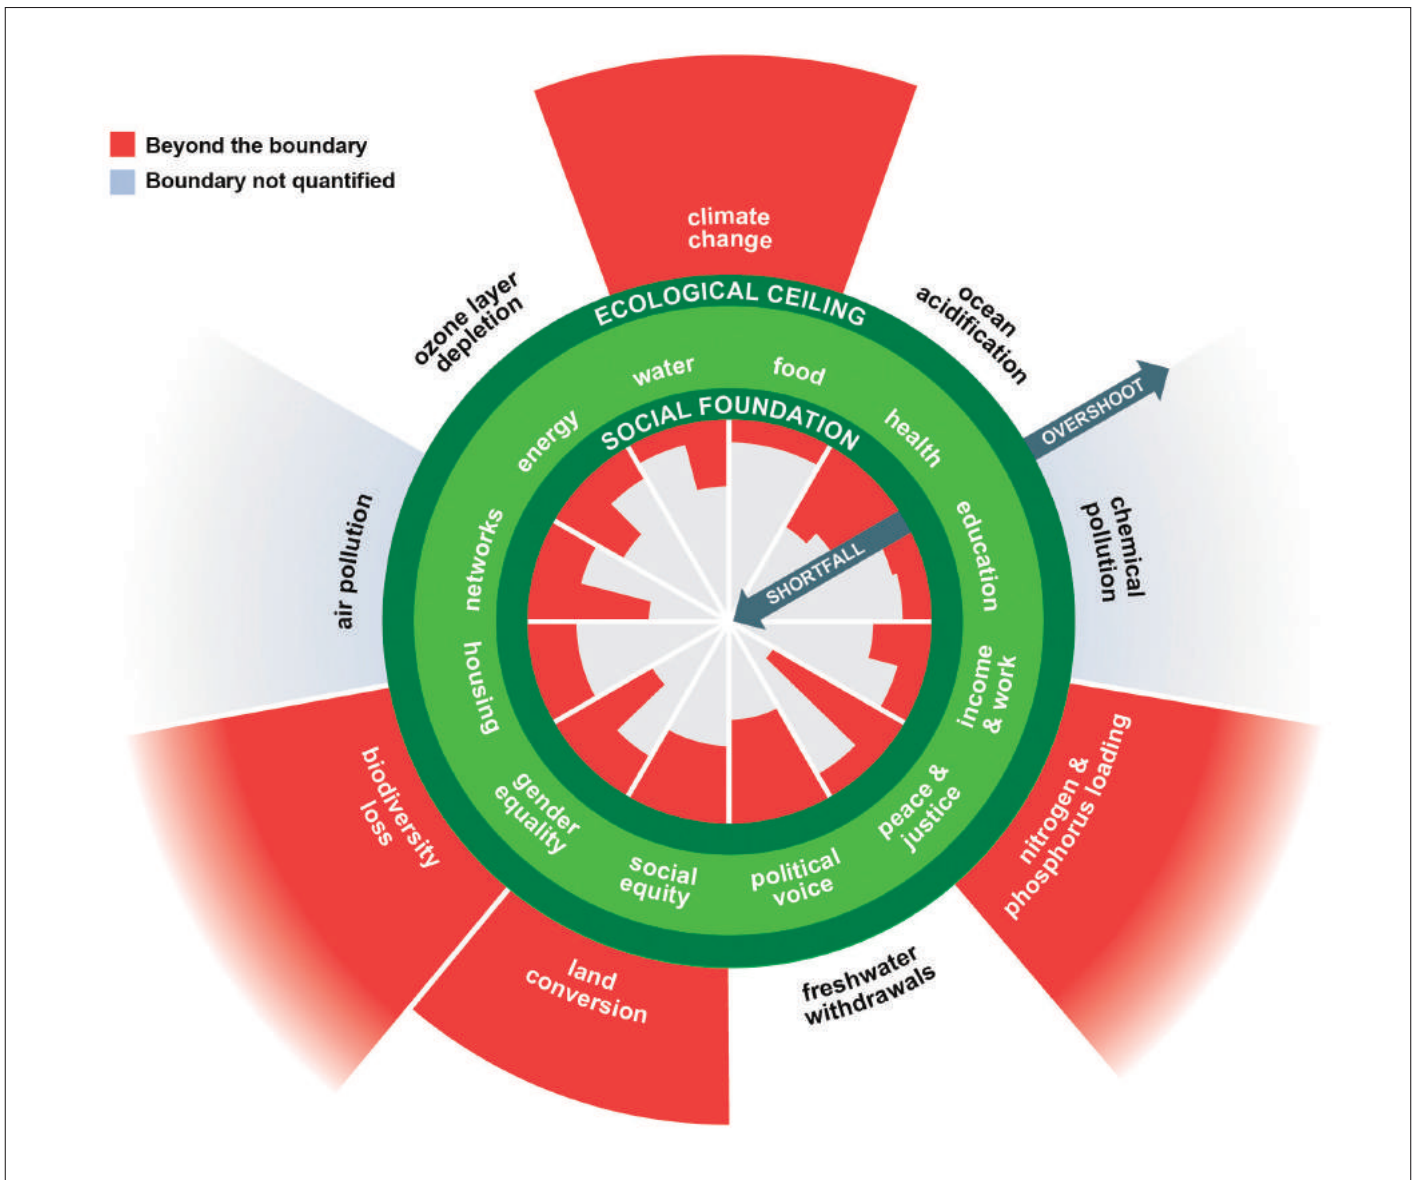 Beyond the boundary
Boundary not quantified
climate
change
ozone layer
depletion
ocean
acidification
ECOLOGICAL CEILING
OVERSHOOT
water
food
energy
health
SOCIAL FOUNDATION
networks
education
air pollution
chemical
pollution
SHORTFALL
housing
income
& work
biodiversity
loss
gender
equality
social
equity
political
voice
peace &
justice
nitrogen &
phosphorus loading
land
conversion
freshwater
withdrawals